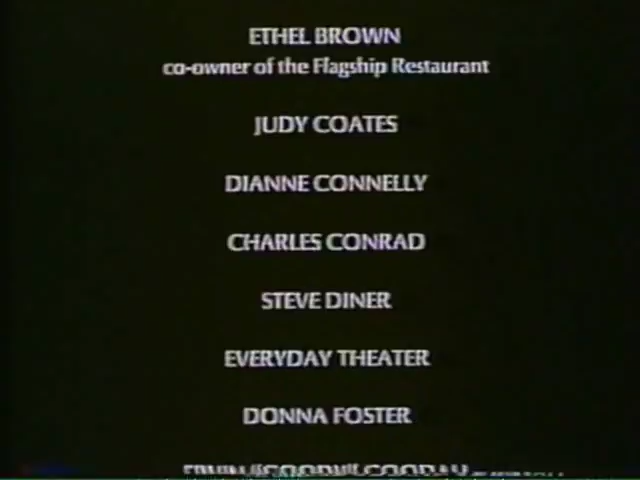 ETHEL BROWN
co-owner of the Flagship Restaurant
JUDY COATES
DIANNE CONNELLY
CHARLES CONRAD
STEVE DINER
EVERYDAY THEATER
DONNA FOSTER